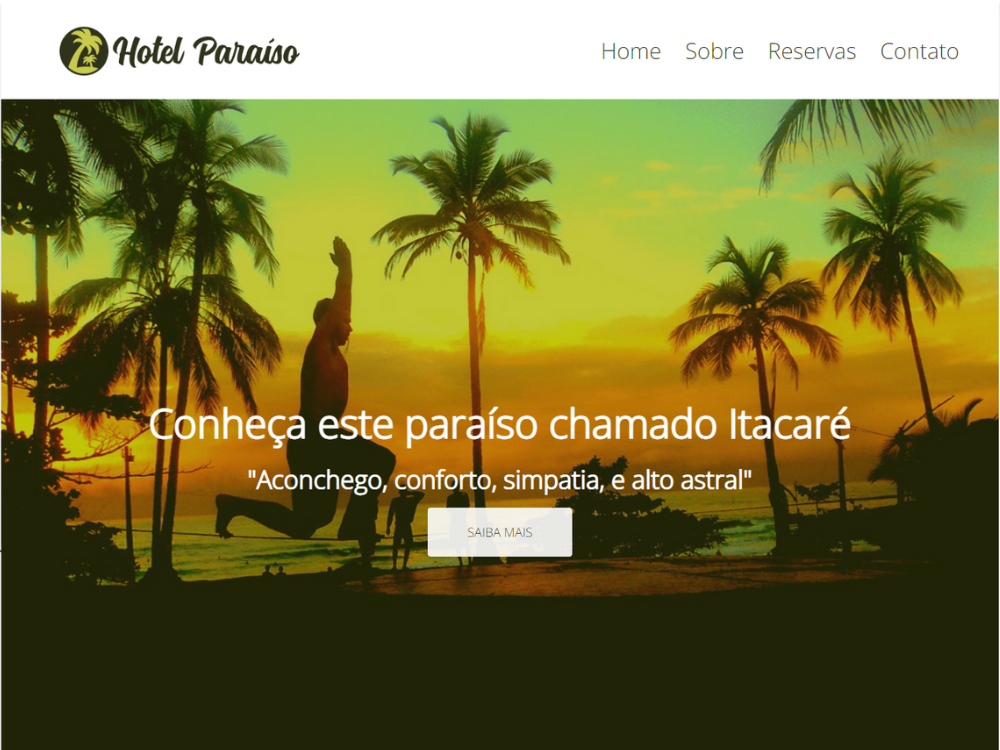 Hotel Paraíso
Home Sobre Reservas Contato
Conheça este paraíso chamado Itacaré
"Aconchego, conforto, simpatia, e alto astral"
SAIBA MAIS